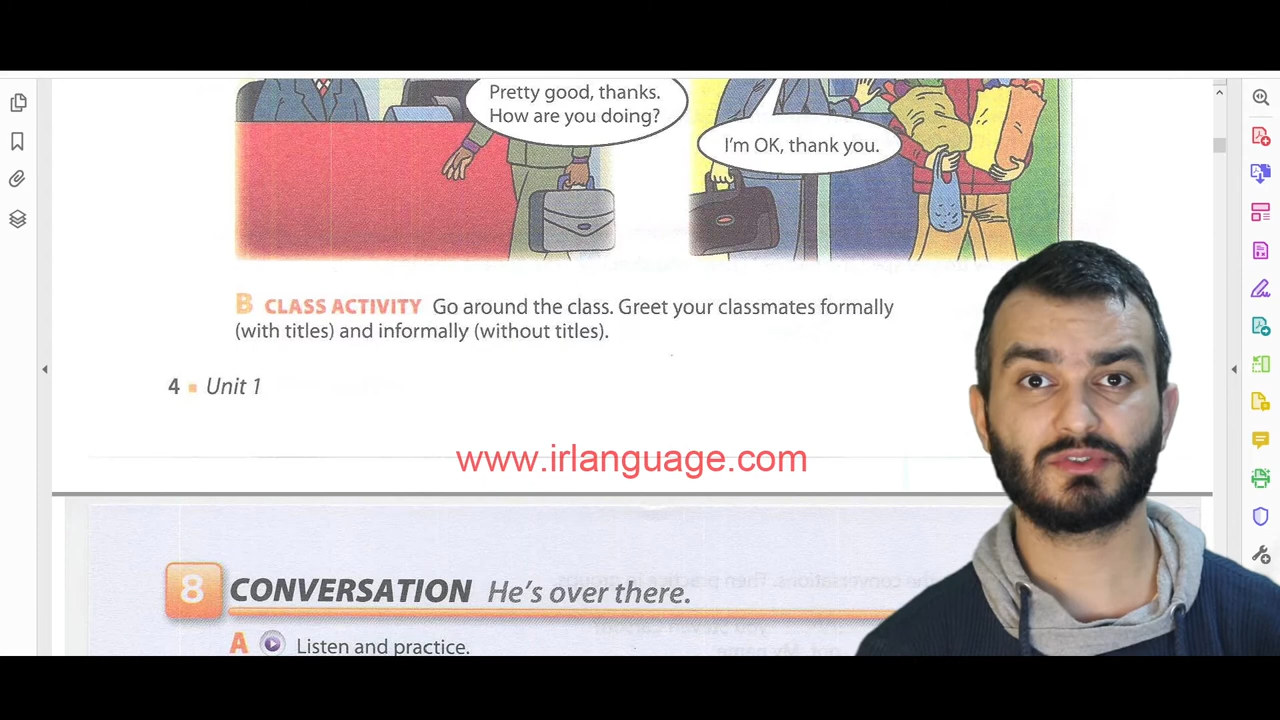 Pretty good, thanks.
How are you doing?
I'm OK, thank you.
B CLASS ACTIVITY Go around the class. Greet your classmates formally
(with titles) and informally (without titles).
4 Unit 1
www.irlanguage.com
8 CONVERSATION He's over there.
A Listen and practice.